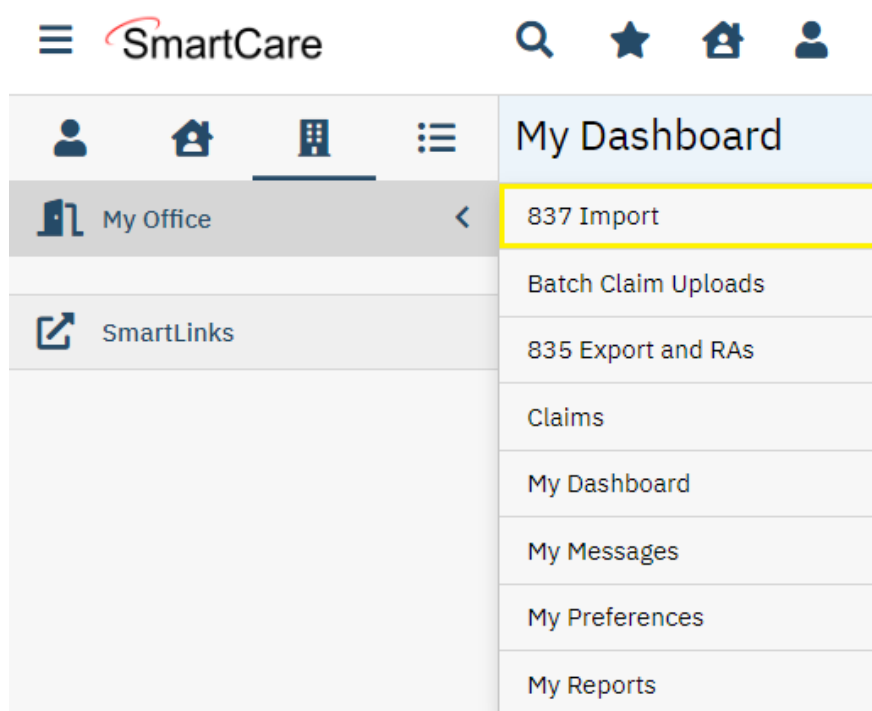 SmartCare
My Office
SmartLinks
My Dashboard
837 Import
Batch Claim Uploads
835 Export and RAs
Claims
My Dashboard
My Messages
My Preferences
My Reports